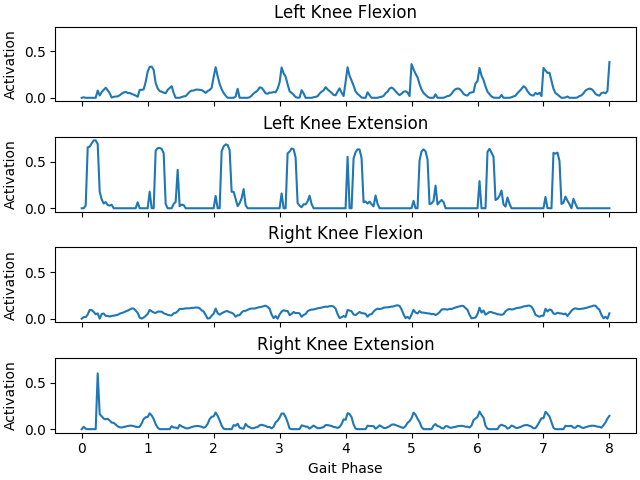 Left Knee Flexion
Activation
0.5
0.0
Left Knee Extension
Activation
0.5
0.0
Right Knee Flexion
Activation
0.5
0.0
Right Knee Extension
Activation
0.5
0.0
0 1 2 3 4 5 6 7 8
Gait Phase